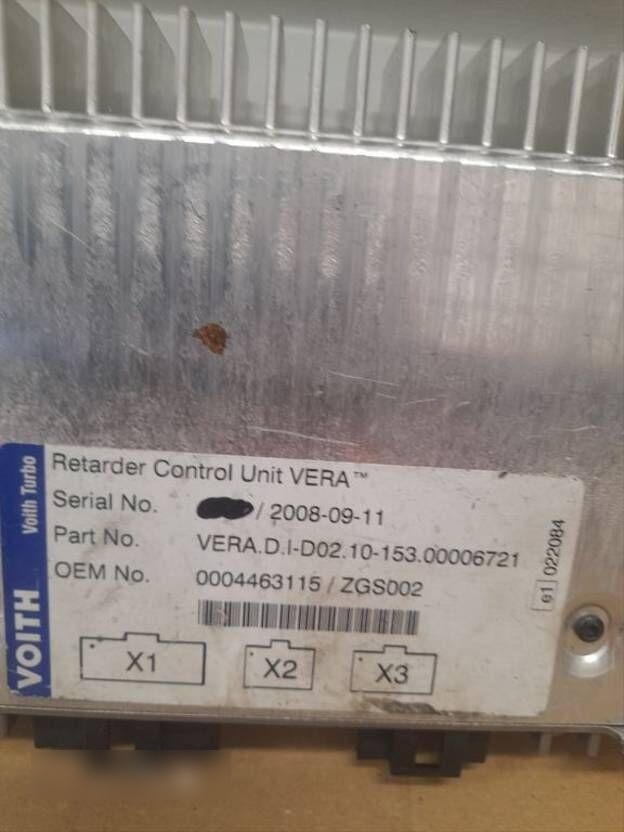 VOITH Voith Turbo
Retarder Control Unit VERA™
Serial No. / 2008-09-11
Part No. VERA.D.I-D02.10-153.00006721
OEM No. 0004463115 / ZGS002
e1 022084
X1 X2 X3